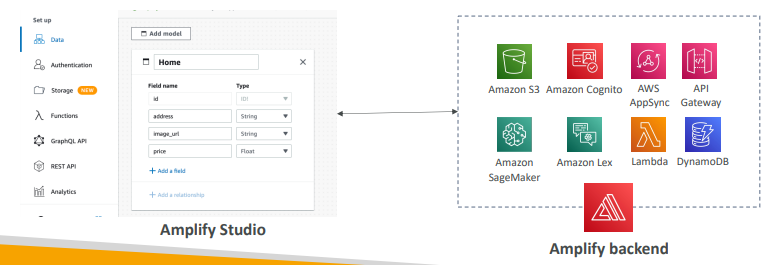 Set up
Data
Authentication
Storage NEW
Functions
GraphQL API
REST API
Analytics
Add model
Home
Field name Type
id ID!
address String
image_url String
price Float
+ Add a field
+ Add a relationship
Amplify Studio
Amazon S3 Amazon Cognito AWS AppSync API Gateway
Amazon SageMaker Amazon Lex Lambda DynamoDB
Amplify backend